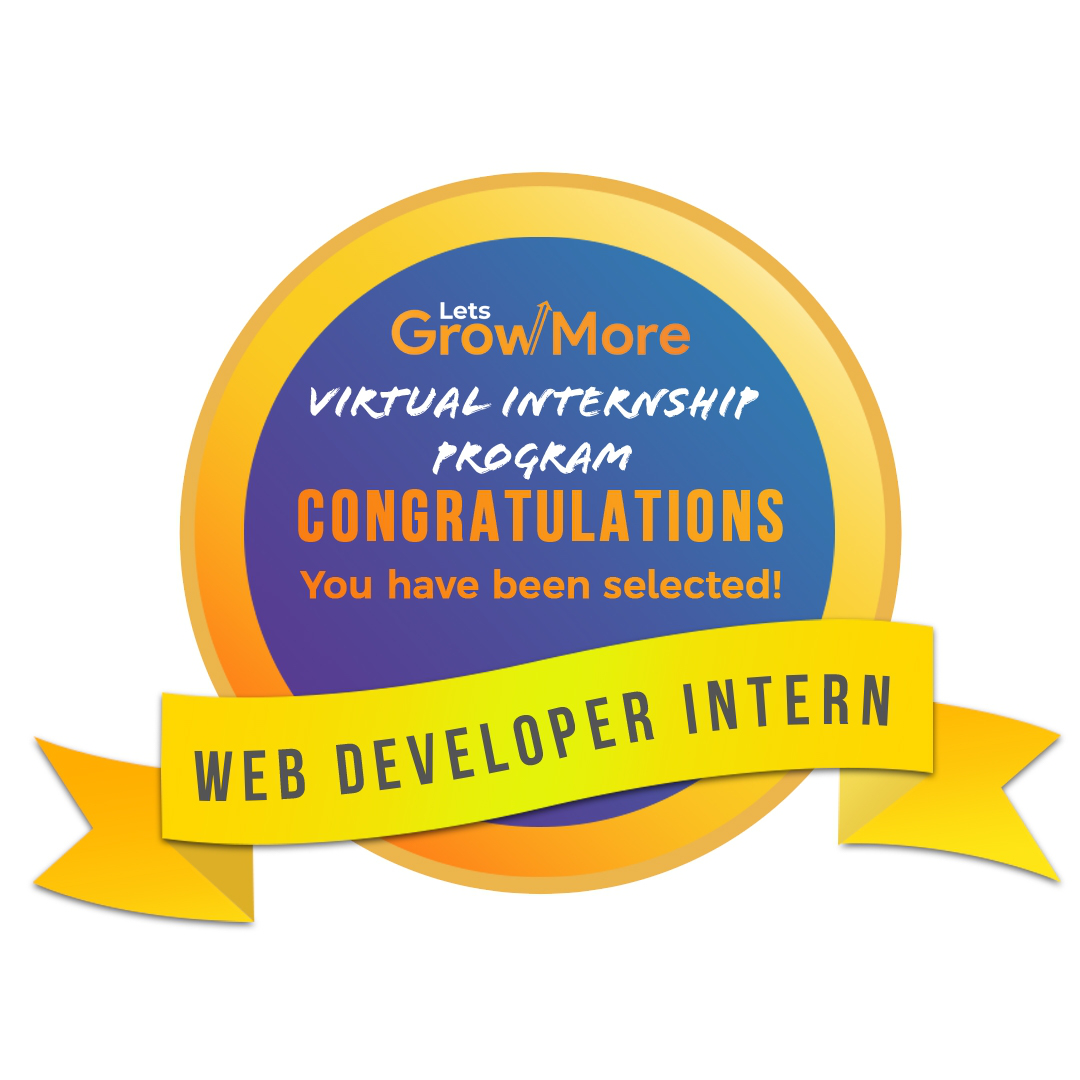 Lets
GrowMore
VIRTUAL INTERNSHIP
PROGRAM
CONGRATULATIONS
You have been selected!
WEB DEVELOPER INTERN